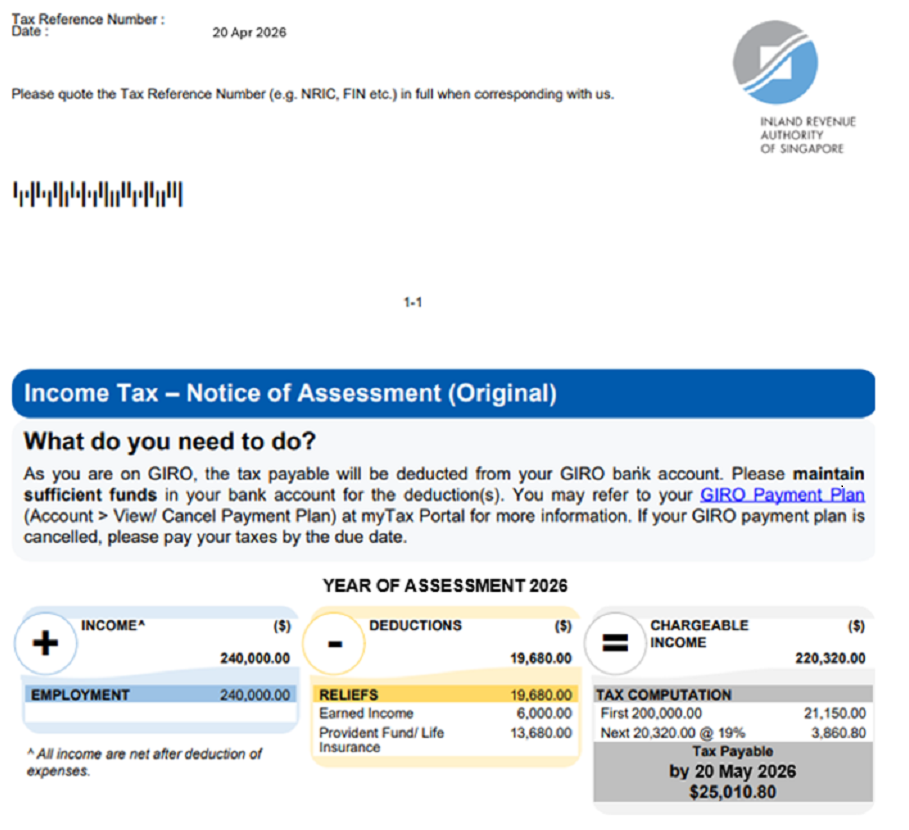 Tax Reference Number :
Date : 20 Apr 2026
Please quote the Tax Reference Number (e.g. NRIC, FIN etc.) in full when corresponding with us.
INLAND REVENUE
AUTHORITY
OF SINGAPORE
1-1
Income Tax – Notice of Assessment (Original)
What do you need to do?
As you are on GIRO, the tax payable will be deducted from your GIRO bank account. Please maintain
sufficient funds in your bank account for the deduction(s). You may refer to your GIRO Payment Plan
(Account > View/ Cancel Payment Plan) at myTax Portal for more information. If your GIRO payment plan is
cancelled, please pay your taxes by the due date.
YEAR OF ASSESSMENT 2026
+ INCOME^ ($)
240,000.00
EMPLOYMENT 240,000.00
^ All income are net after deduction of
expenses.
- DEDUCTIONS ($)
19,680.00
RELIEFS 19,680.00
Earned Income 6,000.00
Provident Fund/ Life 13,680.00
Insurance
= CHARGEABLE ($)
INCOME
220,320.00
TAX COMPUTATION
First 200,000.00 21,150.00
Next 20,320.00 @ 19% 3,860.80
Tax Payable
by 20 May 2026
$25,010.80